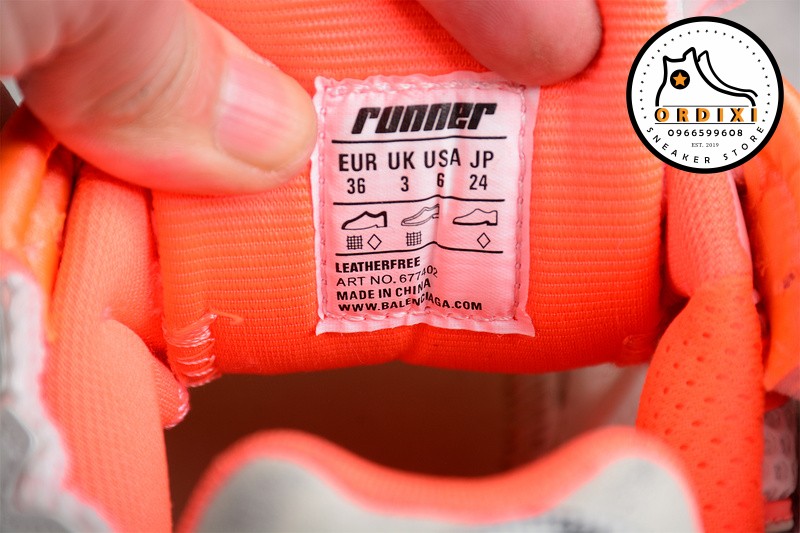 runner
EUR UK USA JP
36 3 6 24
LEATHERFREE
ART NO. 677402
MADE IN CHINA
WWW.BALENCIAGA.COM
ORDIXI
0966599608
EST. 2019
SNEAKER STORE